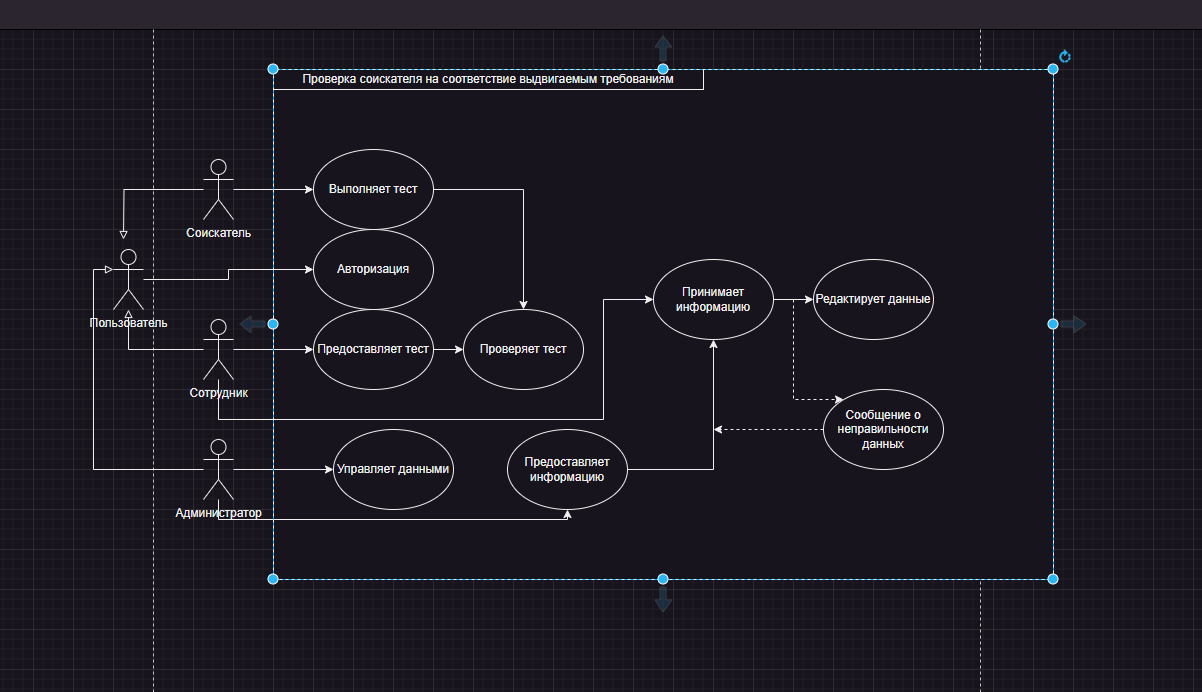 Проверка соискателя на соответствие выдвигаемым требованиям
Выполняет тест
Соискатель
Авторизация
Пользователь
Предоставляет тест
Проверяет тест
Принимает
информацию
Редактирует данные
Сотрудник
Сообщение о
неправильности
данных
Управляет данными
Предоставляет
информацию
Администратор